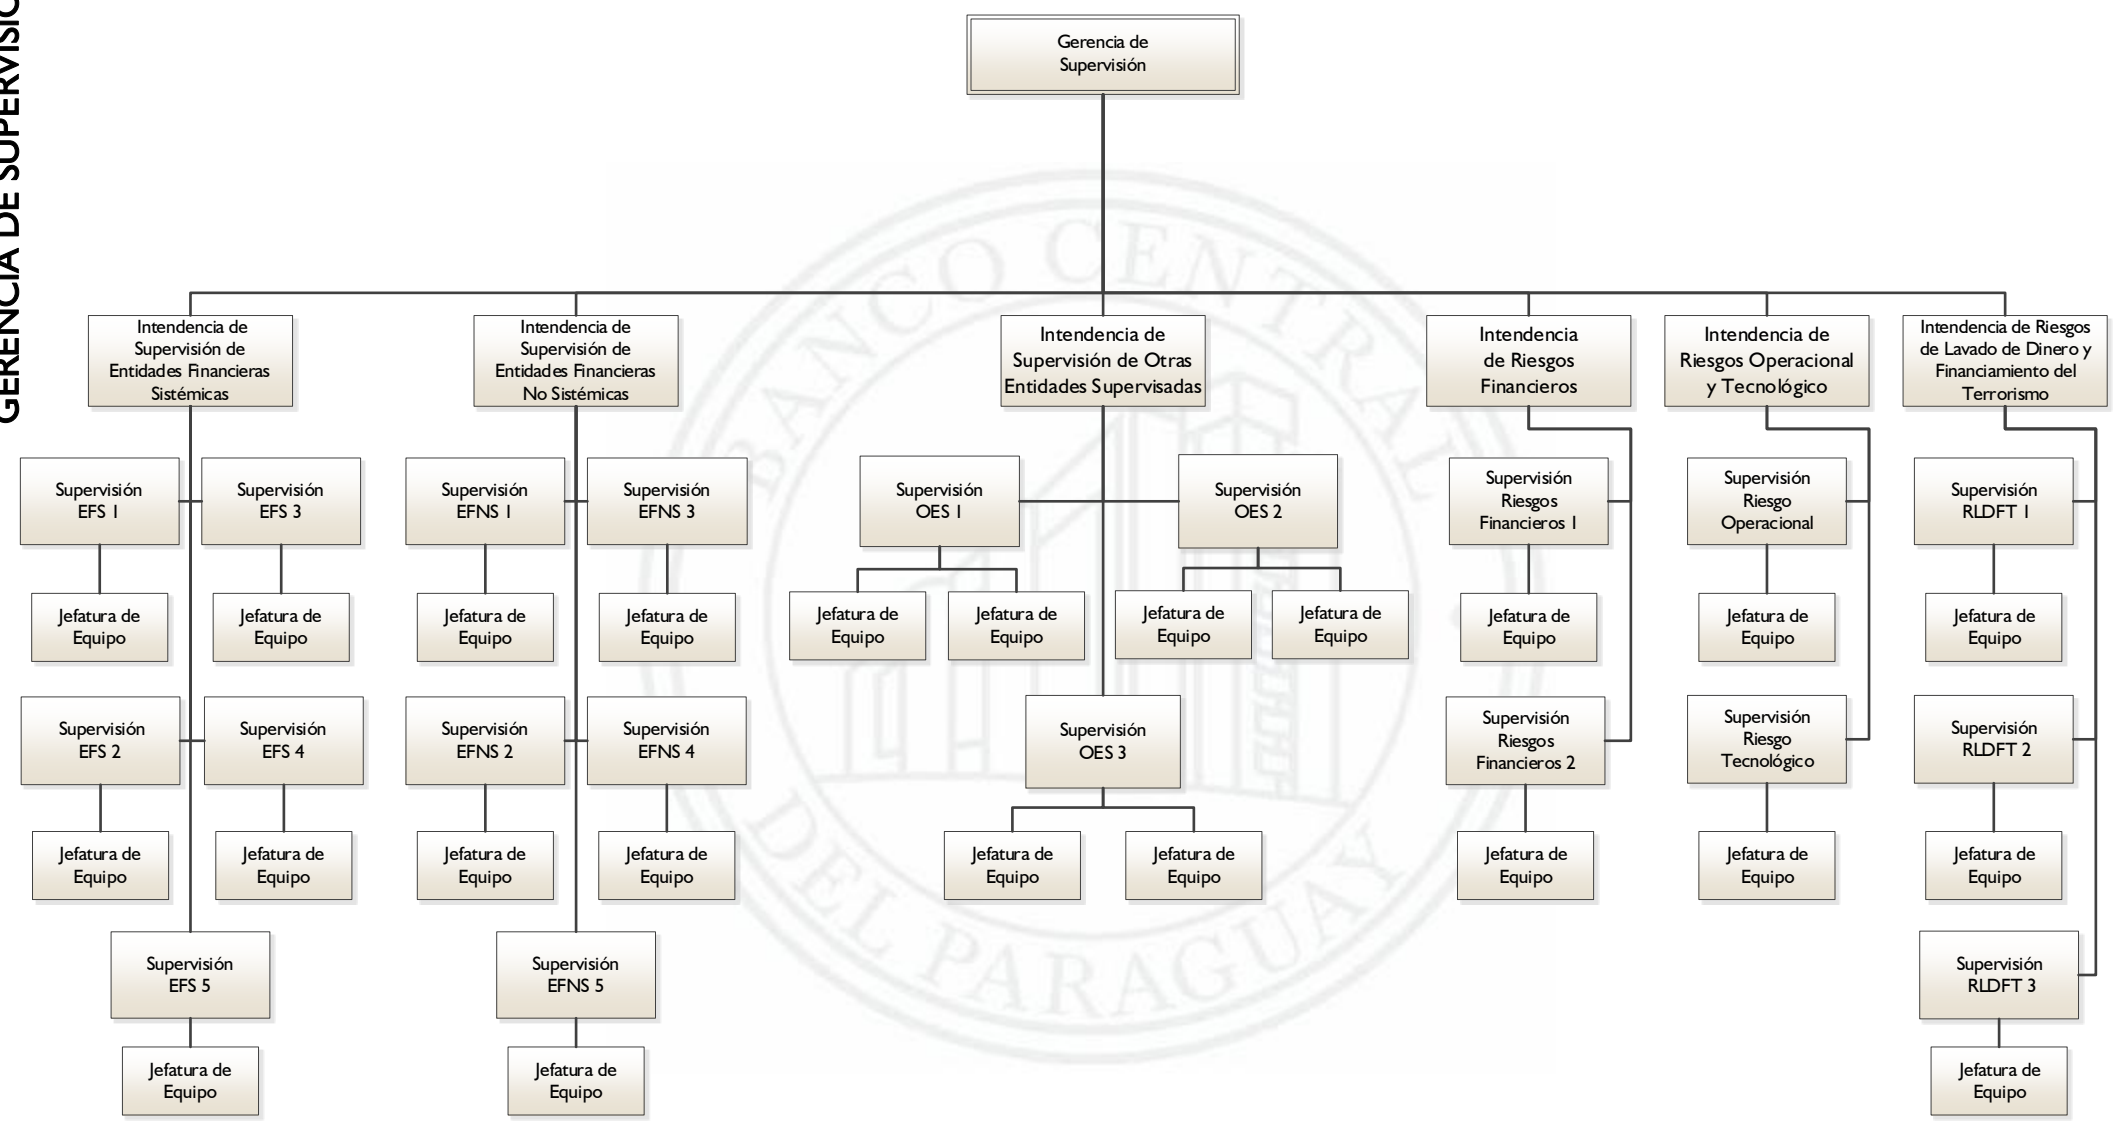 GERENCIA DE SUPERVISIÓ
Gerencia de
Supervisión
Intendencia de
Supervisión de
Entidades Financieras
Sistémicas
Intendencia de
Supervisión de
Entidades Financieras
No Sistémicas
Intendencia de
Supervisión de Otras
Entidades Supervisadas
Intendencia
de Riesgos
Financieros
Intendencia de
Riesgos Operacional
y Tecnológico
Intendencia de Riesgos
de Lavado de Dinero y
Financiamiento del
Terrorismo
Supervisión
EFS 1
Supervisión
EFS 3
Supervisión
EFNS 1
Supervisión
EFNS 3
Supervisión
OES 1
Supervisión
OES 2
Supervisión
Riesgos
Financieros 1
Supervisión
Riesgo
Operacional
Supervisión
RLDFT 1
Jefatura de
Equipo
Jefatura de
Equipo
Jefatura de
Equipo
Jefatura de
Equipo
Jefatura de
Equipo
Jefatura de
Equipo
Jefatura de
Equipo
Jefatura de
Equipo
Jefatura de
Equipo
Jefatura de
Equipo
Jefatura de
Equipo
Supervisión
EFS 2
Supervisión
EFS 4
Supervisión
EFNS 2
Supervisión
EFNS 4
Supervisión
OES 3
Supervisión
Riesgos
Financieros 2
Supervisión
Riesgo
Tecnológico
Supervisión
RLDFT 2
Jefatura de
Equipo
Jefatura de
Equipo
Jefatura de
Equipo
Jefatura de
Equipo
Jefatura de
Equipo
Jefatura de
Equipo
Jefatura de
Equipo
Jefatura de
Equipo
Jefatura de
Equipo
Supervisión
EFS 5
Supervisión
EFNS 5
Supervisión
RLDFT 3
Jefatura de
Equipo
Jefatura de
Equipo
Jefatura de
Equipo
BANCO CENTRAL
DEL PARAGUAY